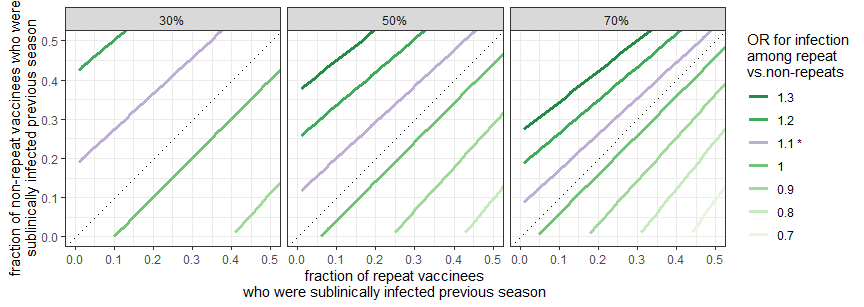 30%
50%
70%
fraction of non-repeat vaccinees who were
sublinically infected previous season
0.5
0.4
0.3
0.2
0.1
0.0
0.0 0.1 0.2 0.3 0.4 0.5
0.0 0.1 0.2 0.3 0.4 0.5
0.0 0.1 0.2 0.3 0.4 0.5
fraction of repeat vaccinees
who were sublinically infected previous season
OR for infection
among repeat
vs.non-repeats
1.3
1.2
1.1 *
1
0.9
0.8
0.7